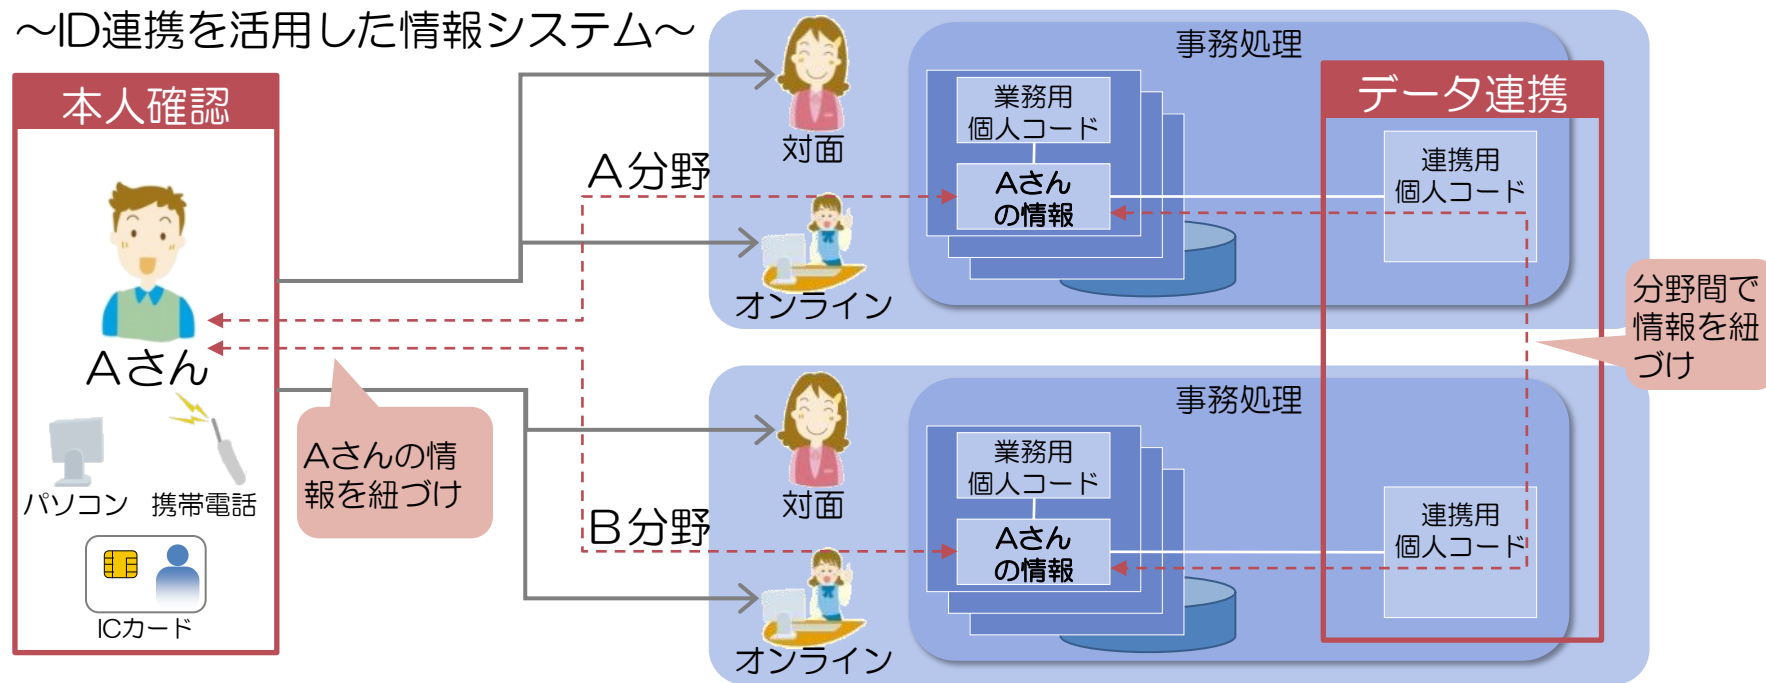 ～ID連携を活用した情報システム～
本人確認
Aさん
パソコン
携帯電話
ICカード
Aさんの情
報を紐づけ
A分野
対面
オンライン
事務処理
業務用
個人コード
Aさん
の情報
データ連携
連携用
個人コード
分野間で
情報を紐
づけ
B分野
対面
オンライン
事務処理
業務用
個人コード
Aさん
の情報
連携用
個人コード